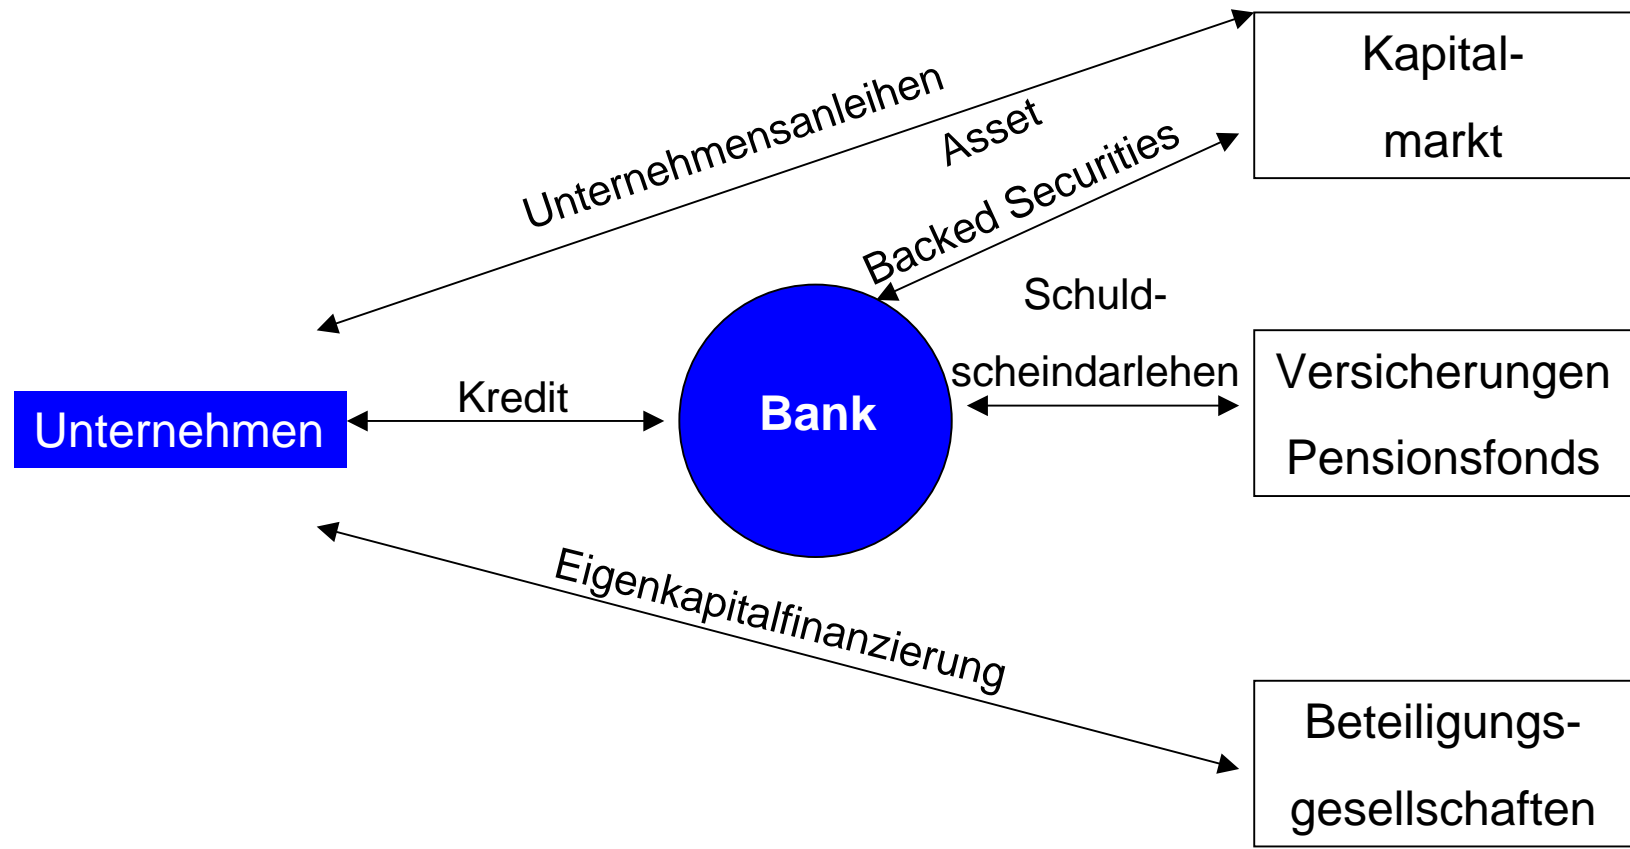 Kapital-
markt
Unternehmensanleihen
Asset
Backed Securities
Schuld-
scheindarlehen
Versicherungen
Pensionsfonds
Kredit
Bank
Unternehmen
Eigenkapitalfinanzierung
Beteiligungs-
gesellschaften